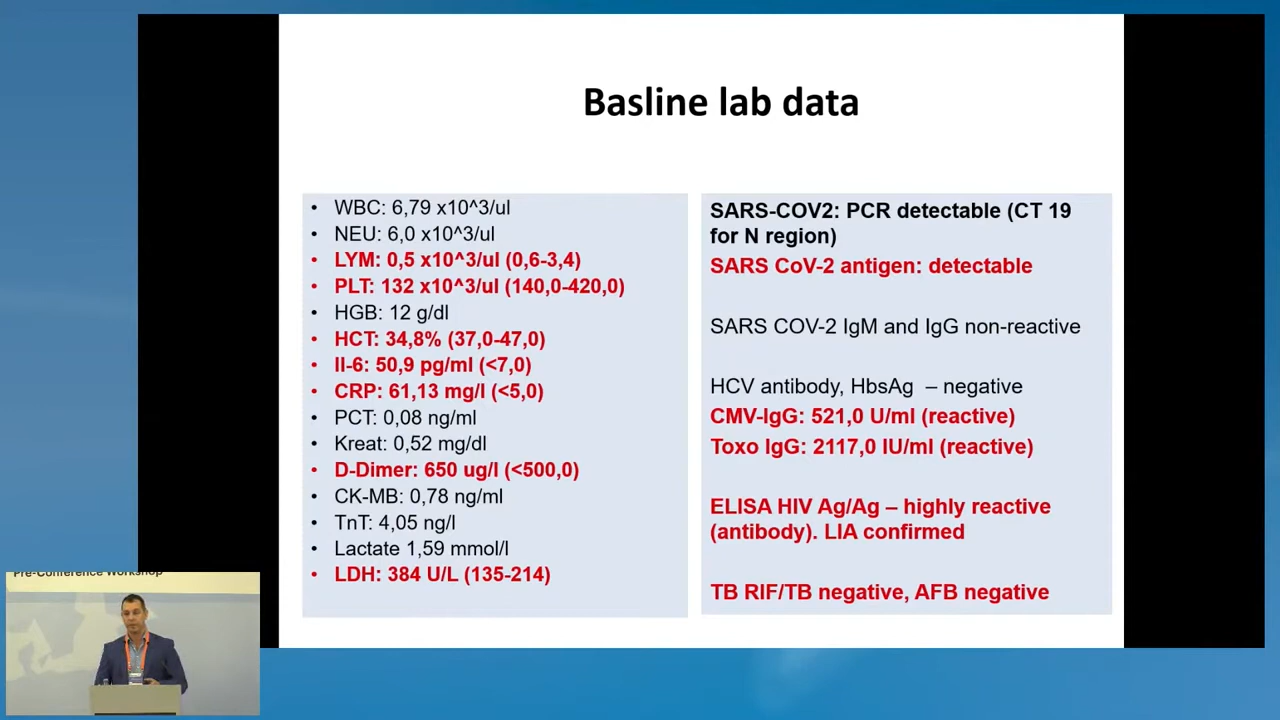 Basline lab data
• WBC: 6,79 x10^3/ul
• NEU: 6,0 x10^3/ul
• LYM: 0,5 x10^3/ul (0,6-3,4)
• PLT: 132 x10^3/ul (140,0-420,0)
• HGB: 12 g/dl
• HCT: 34,8% (37,0-47,0)
• Il-6: 50,9 pg/ml (<7,0)
• CRP: 61,13 mg/l (<5,0)
• PCT: 0,08 ng/ml
• Kreat: 0,52 mg/dl
• D-Dimer: 650 ug/l (<500,0)
• CK-MB: 0,78 ng/ml
• TnT: 4,05 ng/l
• Lactate 1,59 mmol/l
• LDH: 384 U/L (135-214)
SARS-COV2: PCR detectable (CT 19
for N region)
SARS CoV-2 antigen: detectable
SARS COV-2 IgM and IgG non-reactive
HCV antibody, HbsAg – negative
CMV-IgG: 521,0 U/ml (reactive)
Toxo IgG: 2117,0 IU/ml (reactive)
ELISA HIV Ag/Ag – highly reactive
(antibody). LIA confirmed
TB RIF/TB negative, AFB negative
Pre-Conference Workshop